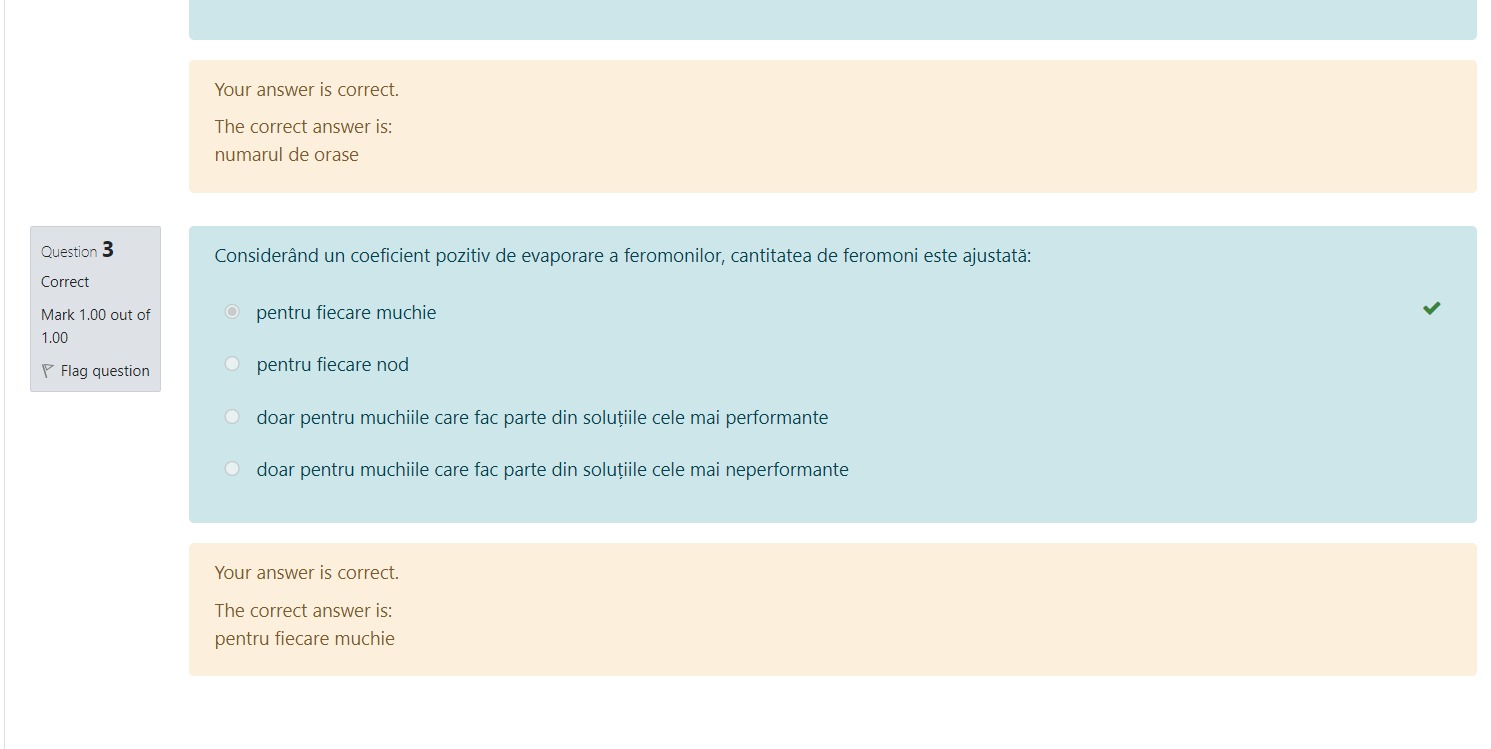 Your answer is correct.
The correct answer is:
numarul de orase
Question 3
Correct
Mark 1.00 out of
1.00
Flag question
Considerând un coeficient pozitiv de evaporare a feromonilor, cantitatea de feromoni este ajustată:
pentru fiecare muchie
pentru fiecare nod
doar pentru muchiile care fac parte din soluțiile cele mai performante
doar pentru muchiile care fac parte din soluțiile cele mai neperformante
Your answer is correct.
The correct answer is:
pentru fiecare muchie